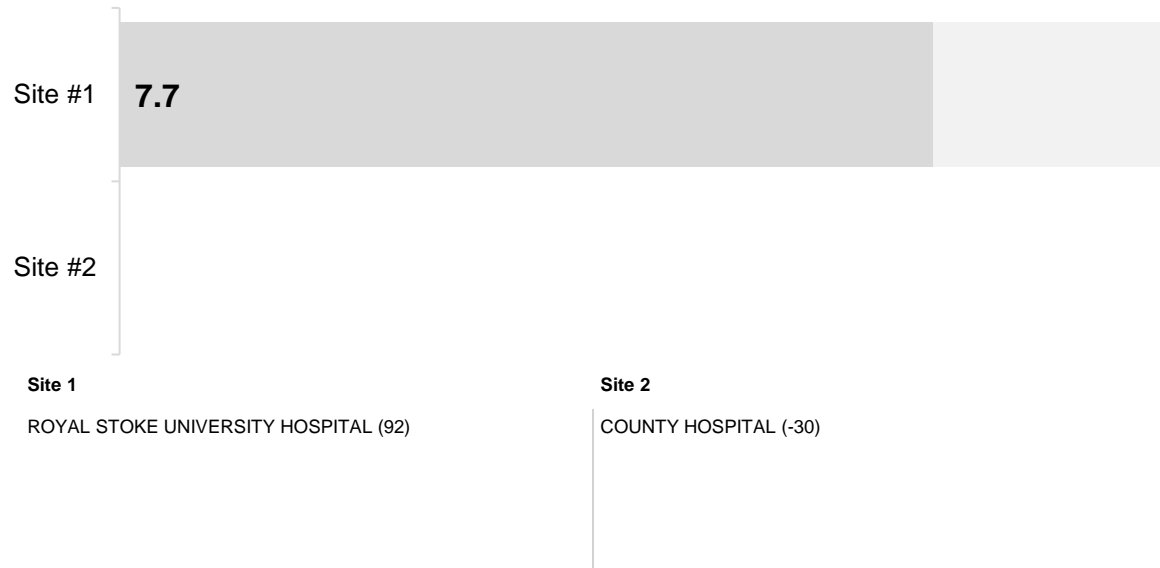 Site #1
7.7
Site #2
Site 1
Site 2
ROYAL STOKE UNIVERSITY HOSPITAL (92)
COUNTY HOSPITAL (-30)